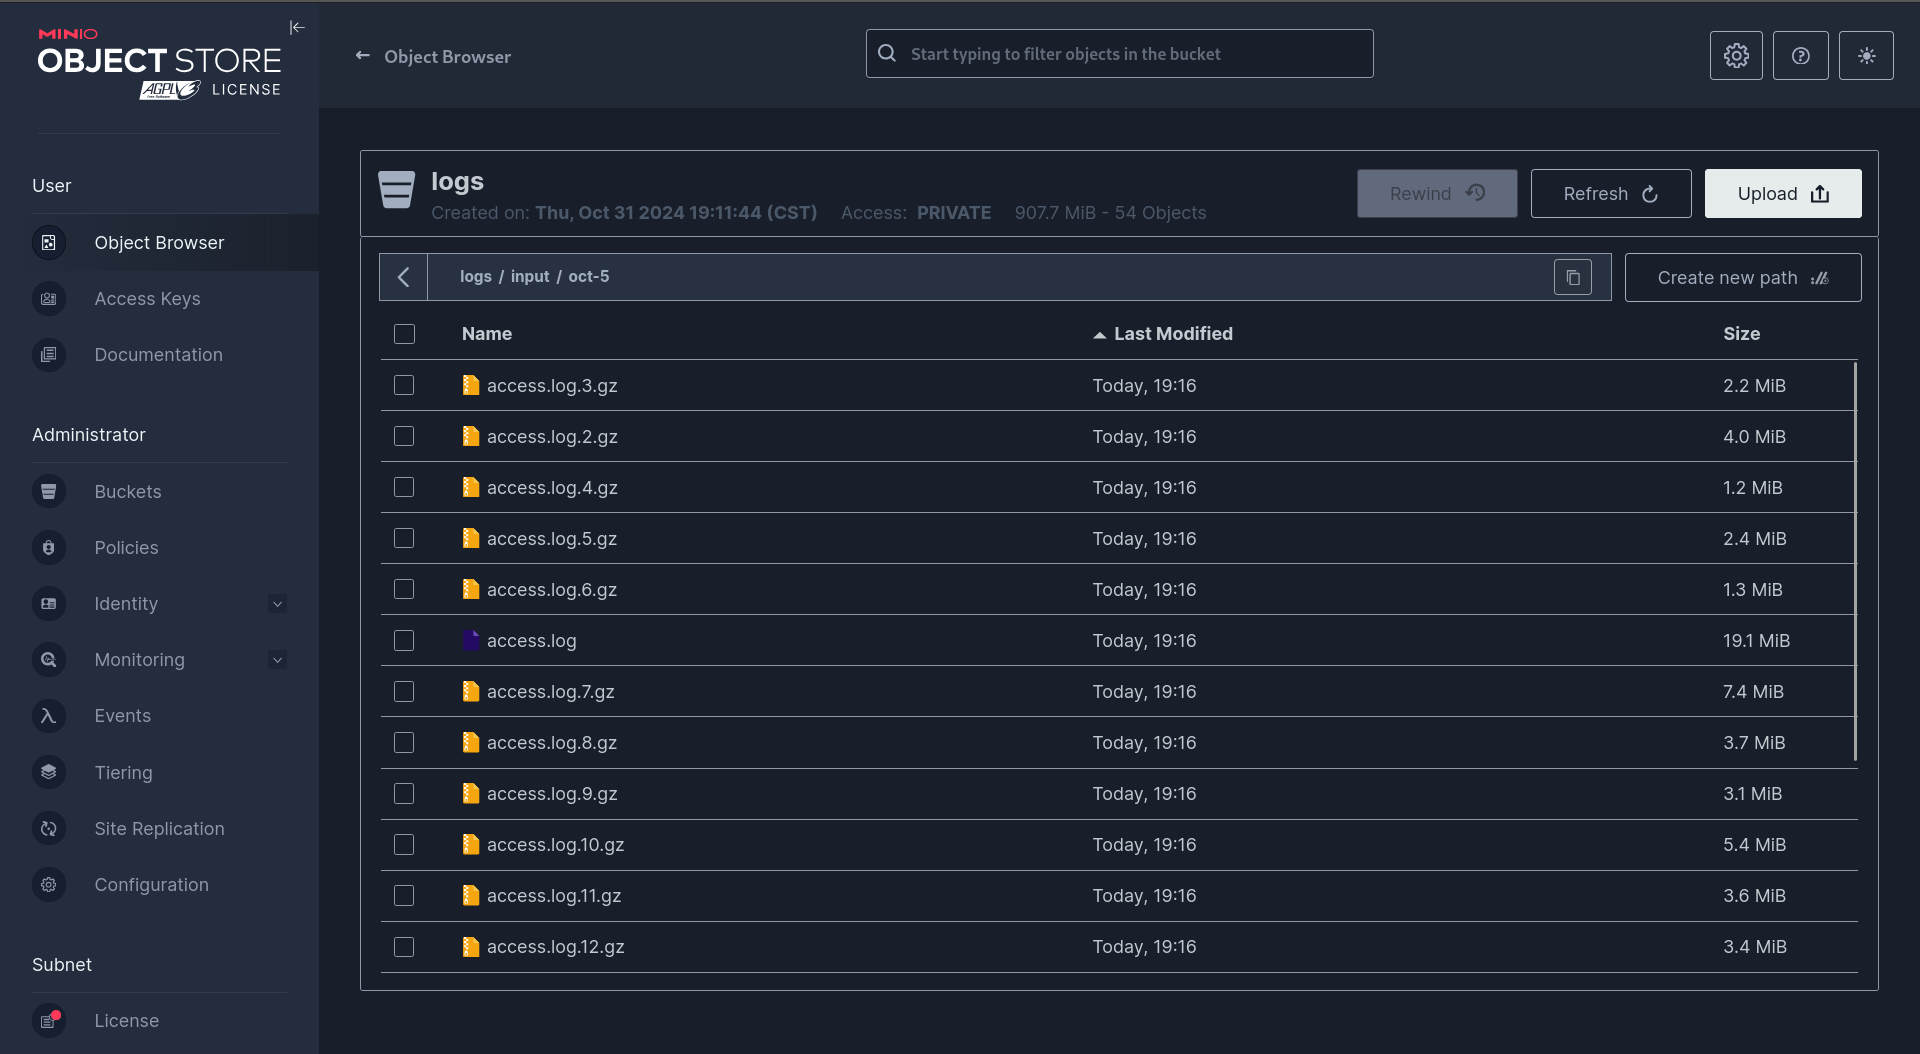 MINIO
OBJECT STORE
AGPL v3 LICENSE
Free Software
User
Object Browser
Access Keys
Documentation
Administrator
Buckets
Policies
Identity
Monitoring
Events
Tiering
Site Replication
Configuration
Subnet
License
← Object Browser
Start typing to filter objects in the bucket
logs
Created on: Thu, Oct 31 2024 19:11:44 (CST) Access: PRIVATE 907.7 MiB - 54 Objects
Rewind Refresh Upload
logs / input / oct-5
Create new path
Name Last Modified Size
access.log.3.gz Today, 19:16 2.2 MiB
access.log.2.gz Today, 19:16 4.0 MiB
access.log.4.gz Today, 19:16 1.2 MiB
access.log.5.gz Today, 19:16 2.4 MiB
access.log.6.gz Today, 19:16 1.3 MiB
access.log Today, 19:16 19.1 MiB
access.log.7.gz Today, 19:16 7.4 MiB
access.log.8.gz Today, 19:16 3.7 MiB
access.log.9.gz Today, 19:16 3.1 MiB
access.log.10.gz Today, 19:16 5.4 MiB
access.log.11.gz Today, 19:16 3.6 MiB
access.log.12.gz Today, 19:16 3.4 MiB